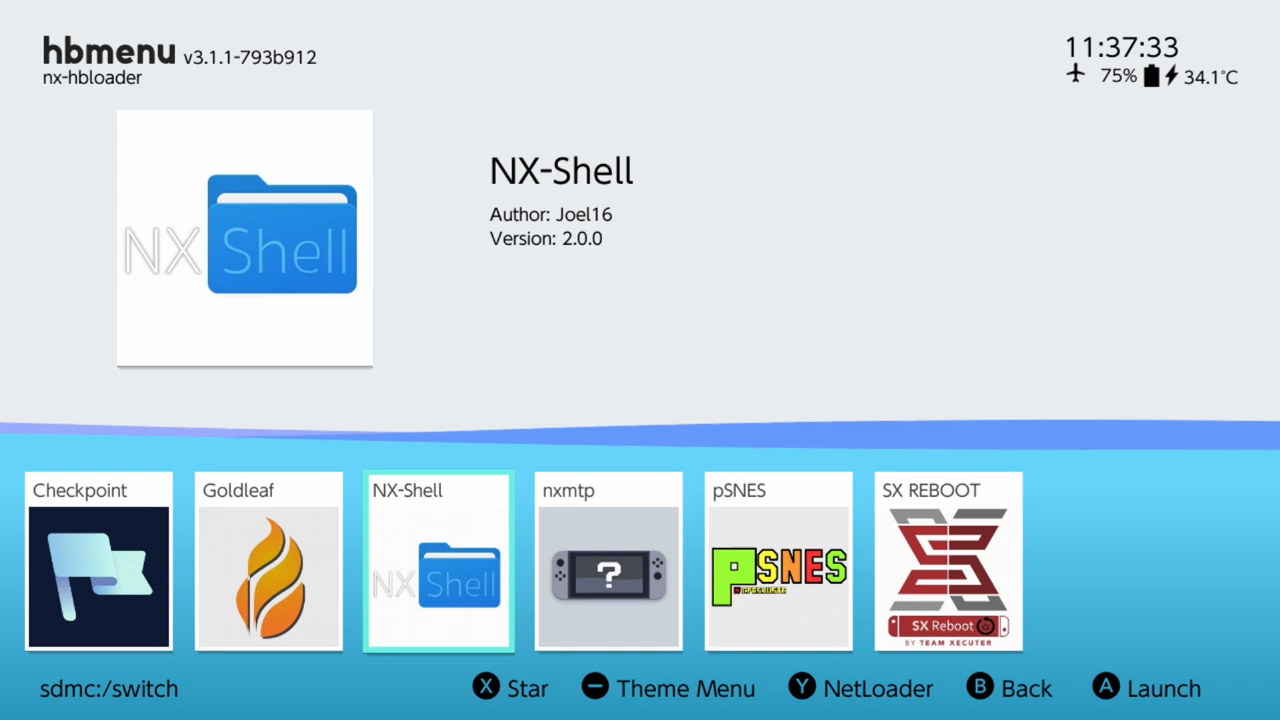 hbmenu v3.1.1-793b912
nx-hbloader
11:37:33
75% 34.1°C
NX Shell
NX-Shell
Author: Joel16
Version: 2.0.0
Checkpoint
Goldleaf
NX-Shell
NX Shell
nxmtp
?
pSNES
PSNES
SX REBOOT
SX Reboot
BY TEAM XECUTER
sdmc:/switch
X Star
Theme Menu
Y NetLoader
B Back
A Launch